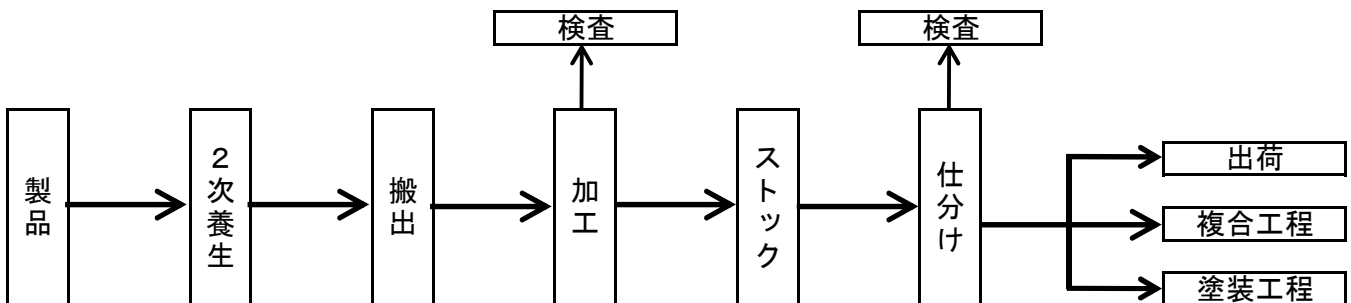 検査
検査
製品
２次養生
搬出
加工
ストック
仕分け
出荷
複合工程
塗装工程